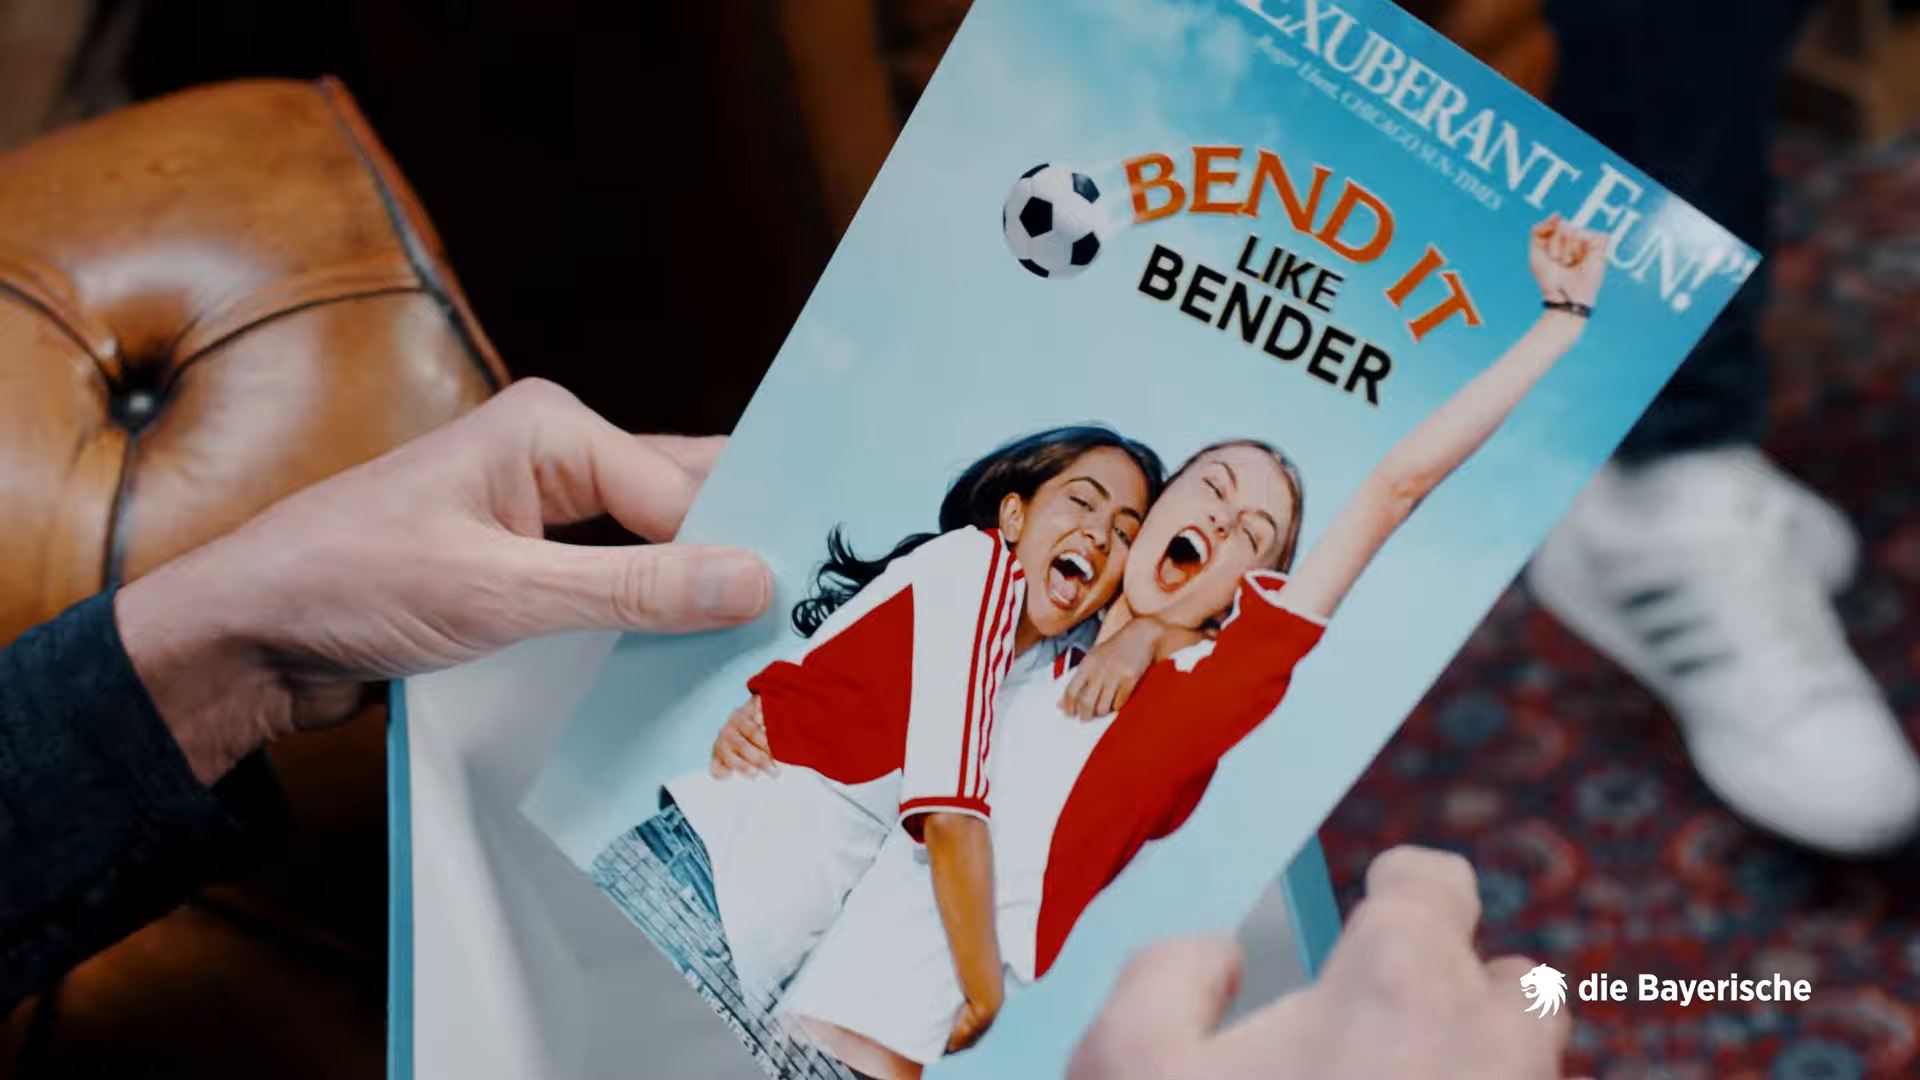 EXUBERANT FUN!"
CHICAGO SUN-TIMES
BEND IT
LIKE
BENDER
die Bayerische